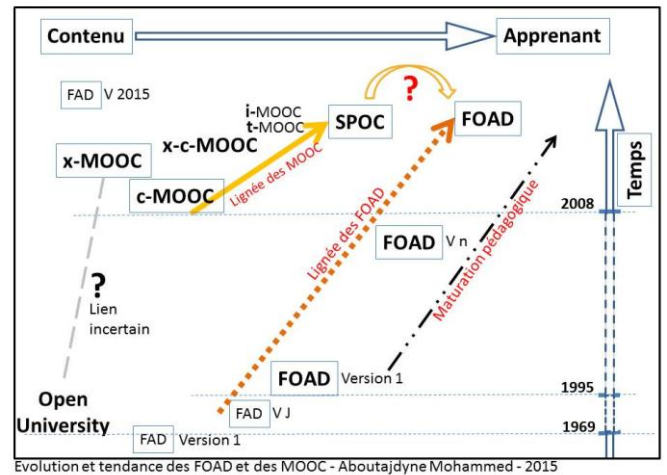 Contenu
Apprenant
FAD V 2015
?
i-MOOC
t-MOOC
SPOC
FOAD
x-c-MOOC
x-MOOC
c-MOOC
Lignée des MOOC
Temps
2008
Lignée des FOAD
FOAD V n
Maturation pédagogique
?
Lien
incertain
FOAD Version 1
1995
Open
University
FAD V J
1969
FAD Version 1
Evolution et tendance des FOAD et des MOOC - Aboutajdyne Mohammed - 2015